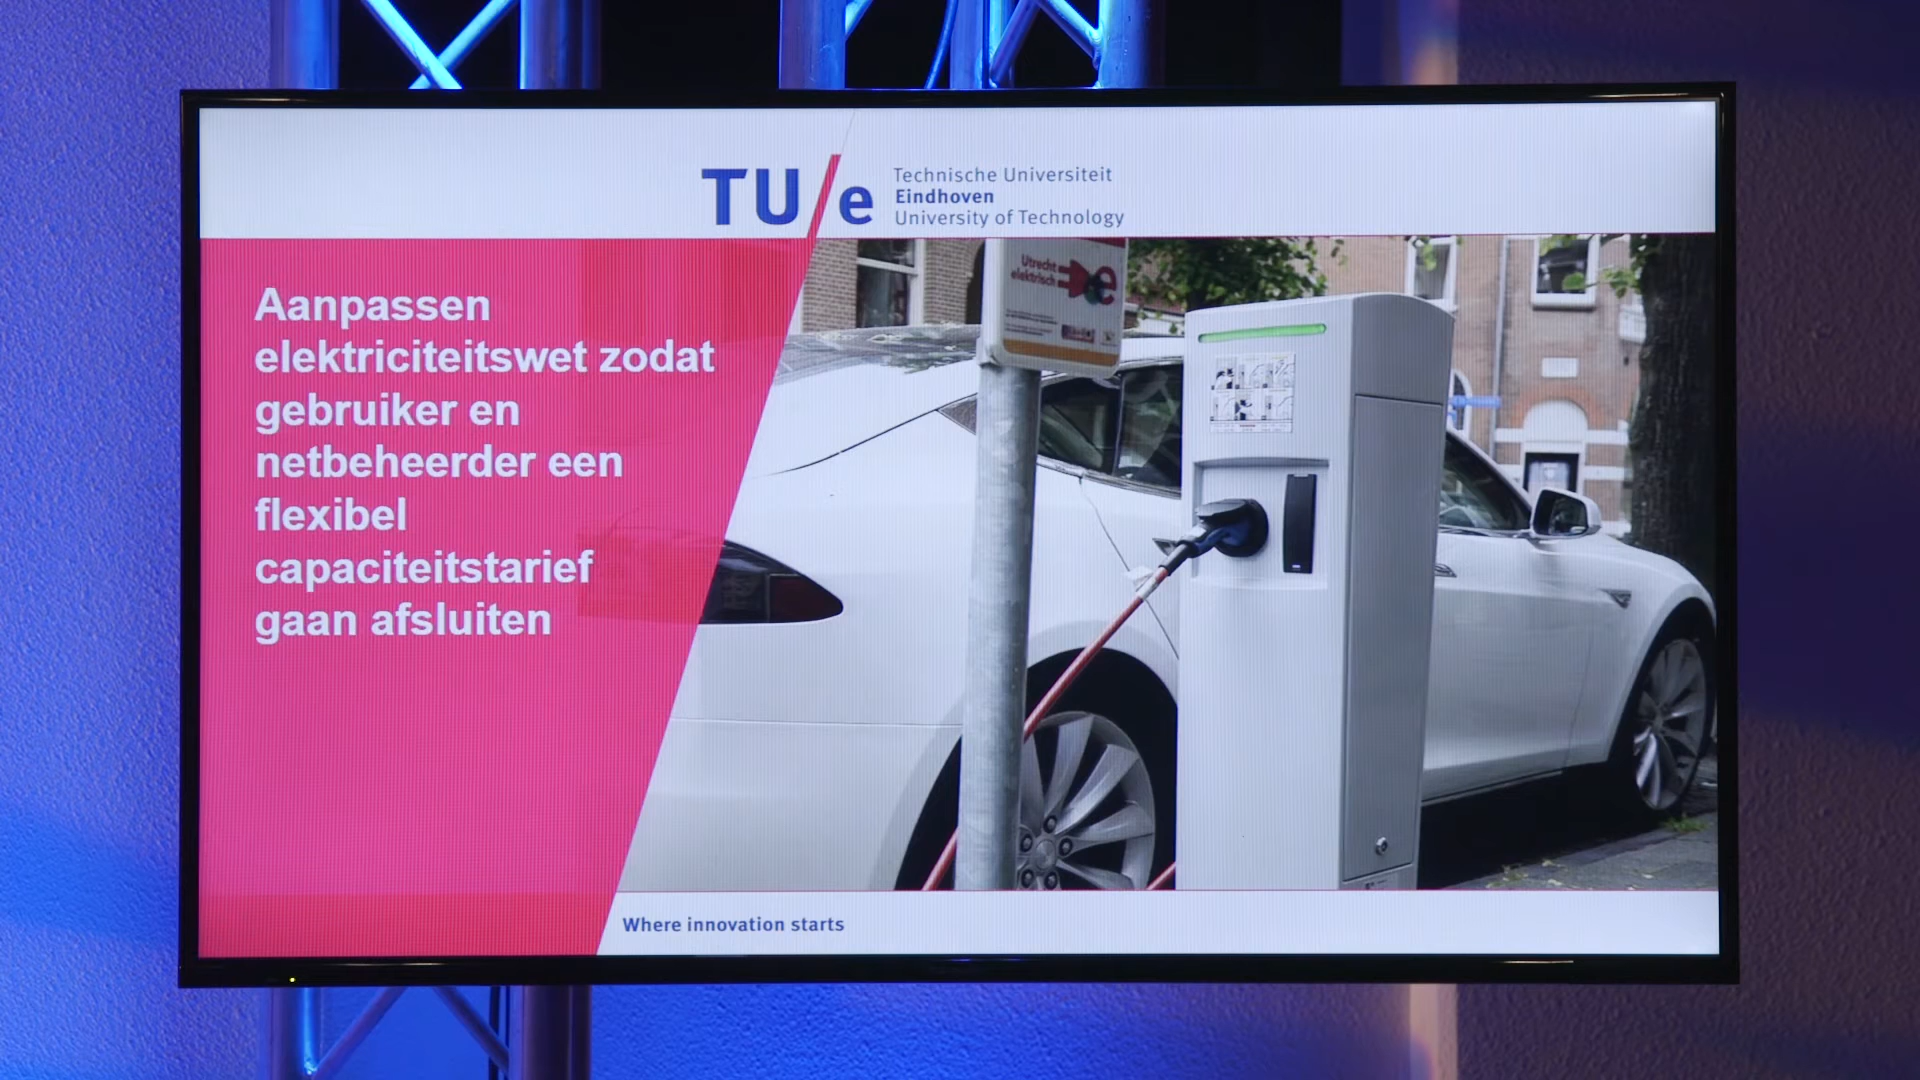 TU/e
Technische Universiteit
Eindhoven
University of Technology
Aanpassen
elektriciteitswet zodat
gebruiker en
netbeheerder een
flexibel
capaciteitstarief
gaan afsluiten
Utrecht
elektrisch
Where innovation starts